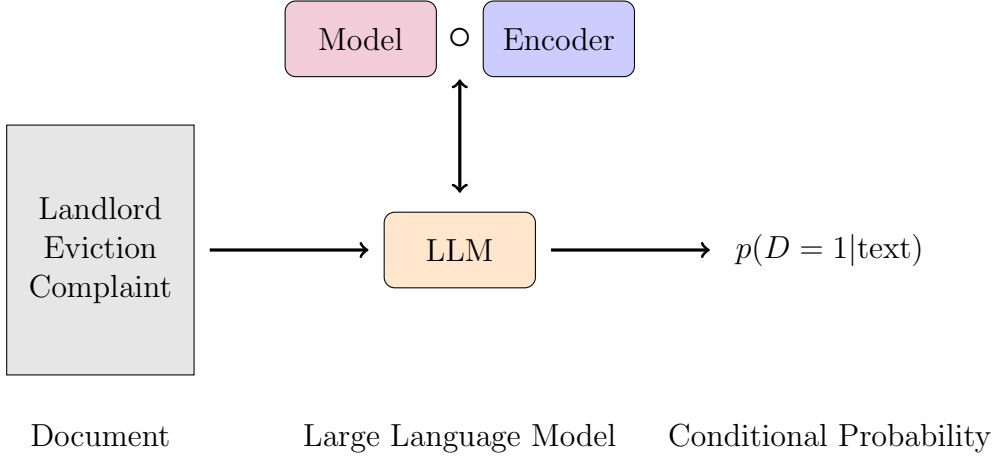 Model ∘ Encoder
Landlord
Eviction
Complaint
LLM
p(D = 1|text)
Document
Large Language Model
Conditional Probability